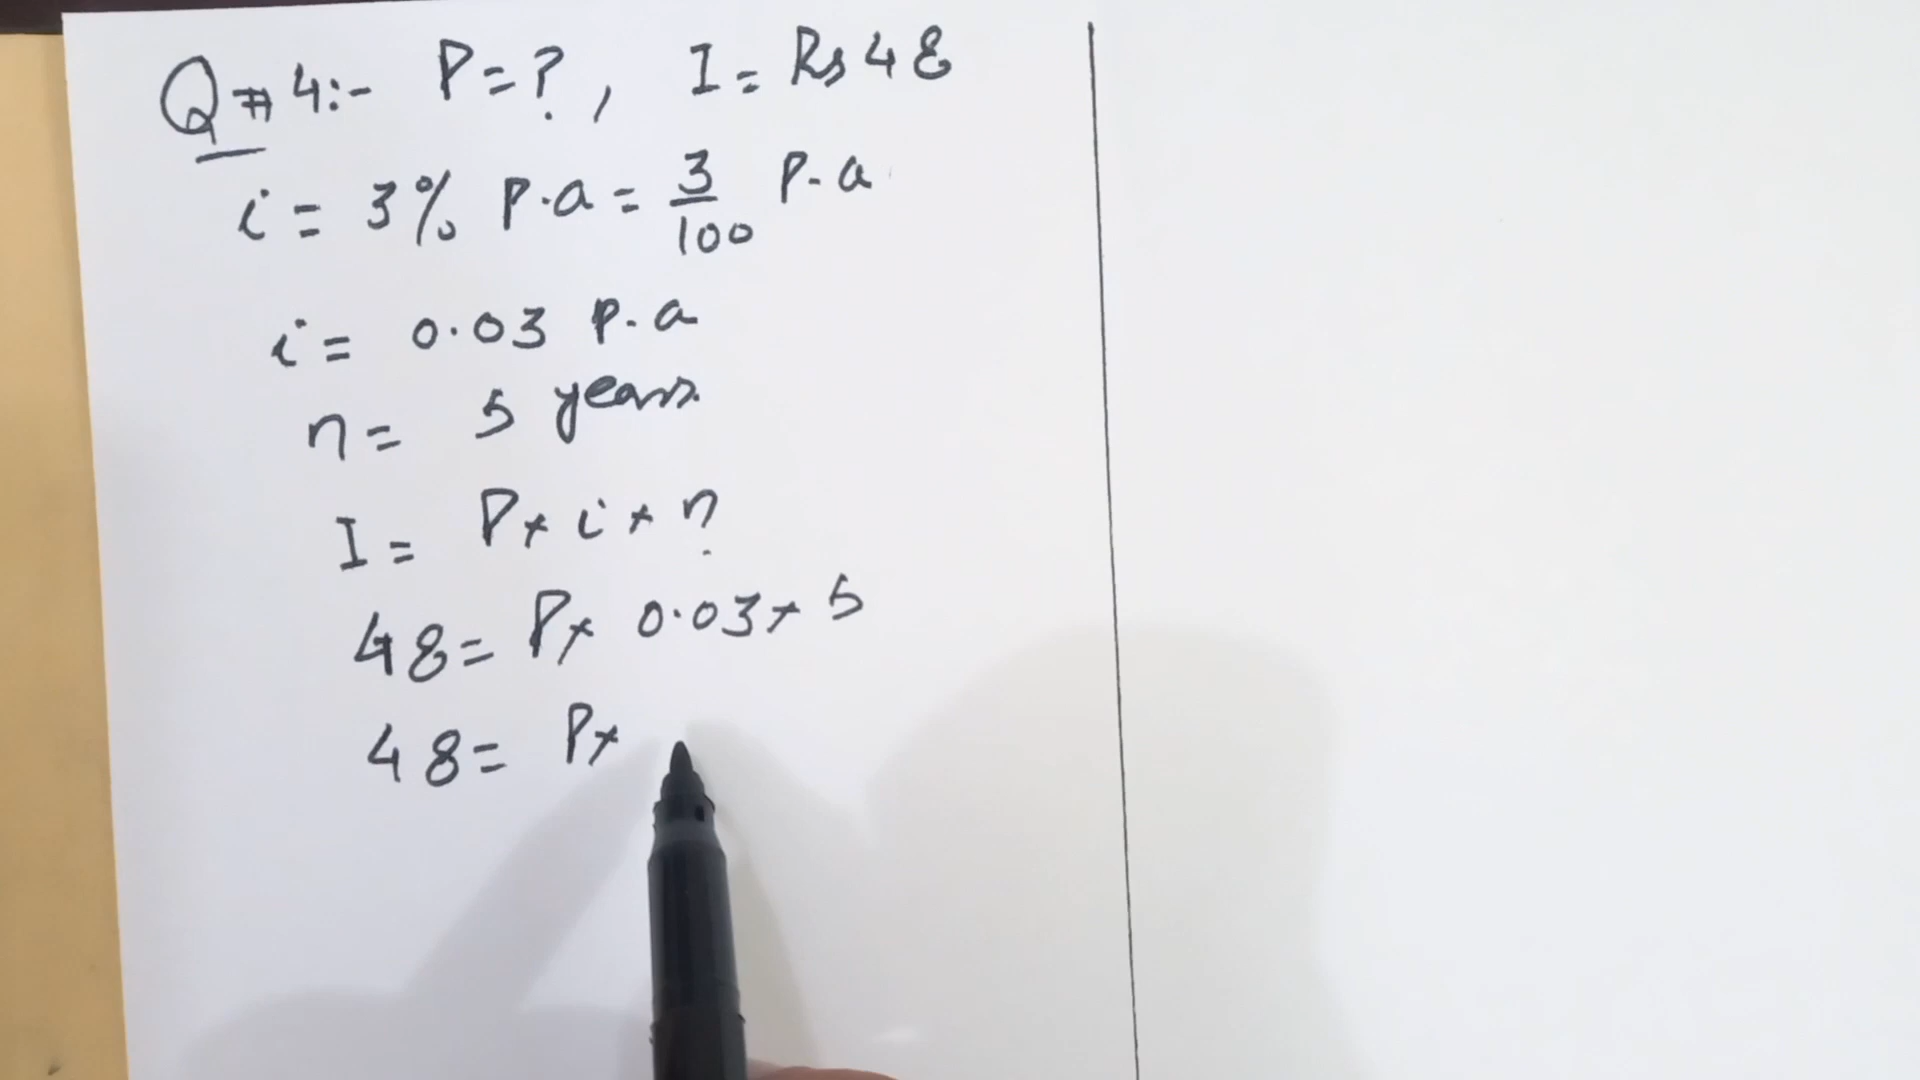 Q#4:- P=?, I= Rs 48
i = 3% P.a = 3/100 P.a
i = 0.03 P.a
n = 5 years.
I = P × i × n
48 = P × 0.03 × 5
48 = P ×